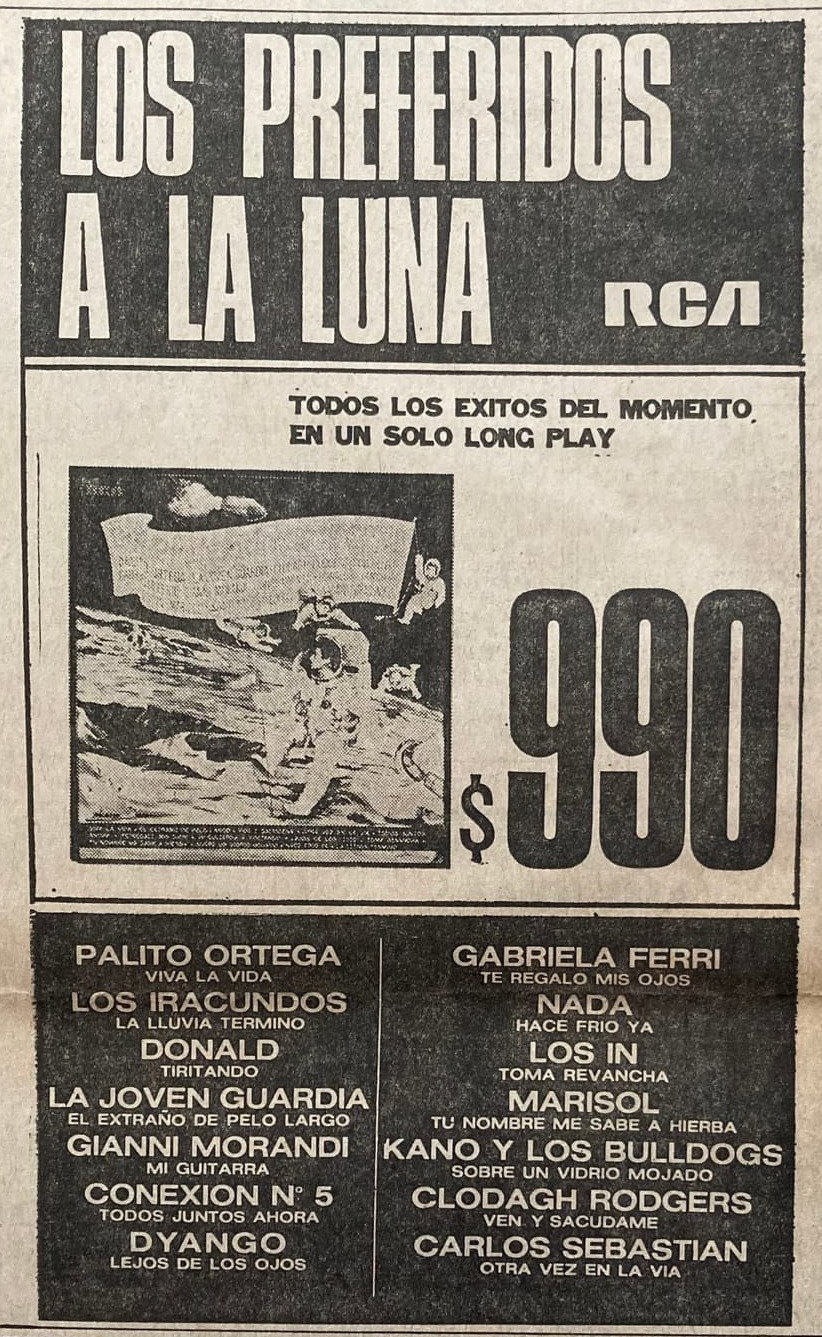 LOS PREFERIDOS
A LA LUNA
RCA
TODOS LOS EXITOS DEL MOMENTO
EN UN SOLO LONG PLAY
$990
PALITO ORTEGA
VIVA LA VIDA
LOS IRACUNDOS
LA LLUVIA TERMINO
DONALD
TIRITANDO
LA JOVEN GUARDIA
EL EXTRAÑO DE PELO LARGO
GIANNI MORANDI
MI GUITARRA
CONEXION Nº 5
TODOS JUNTOS AHORA
DYANGO
LEJOS DE LOS OJOS
GABRIELA FERRI
TE REGALO MIS OJOS
NADA
HACE FRIO YA
LOS IN
TOMA REVANCHA
MARISOL
TU NOMBRE ME SABE A HIERBA
KANO Y LOS BULLDOGS
SOBRE UN VIDRIO MOJADO
CLODAGH RODGERS
VEN Y SACUDAME
CARLOS SEBASTIAN
OTRA VEZ EN LA VIA